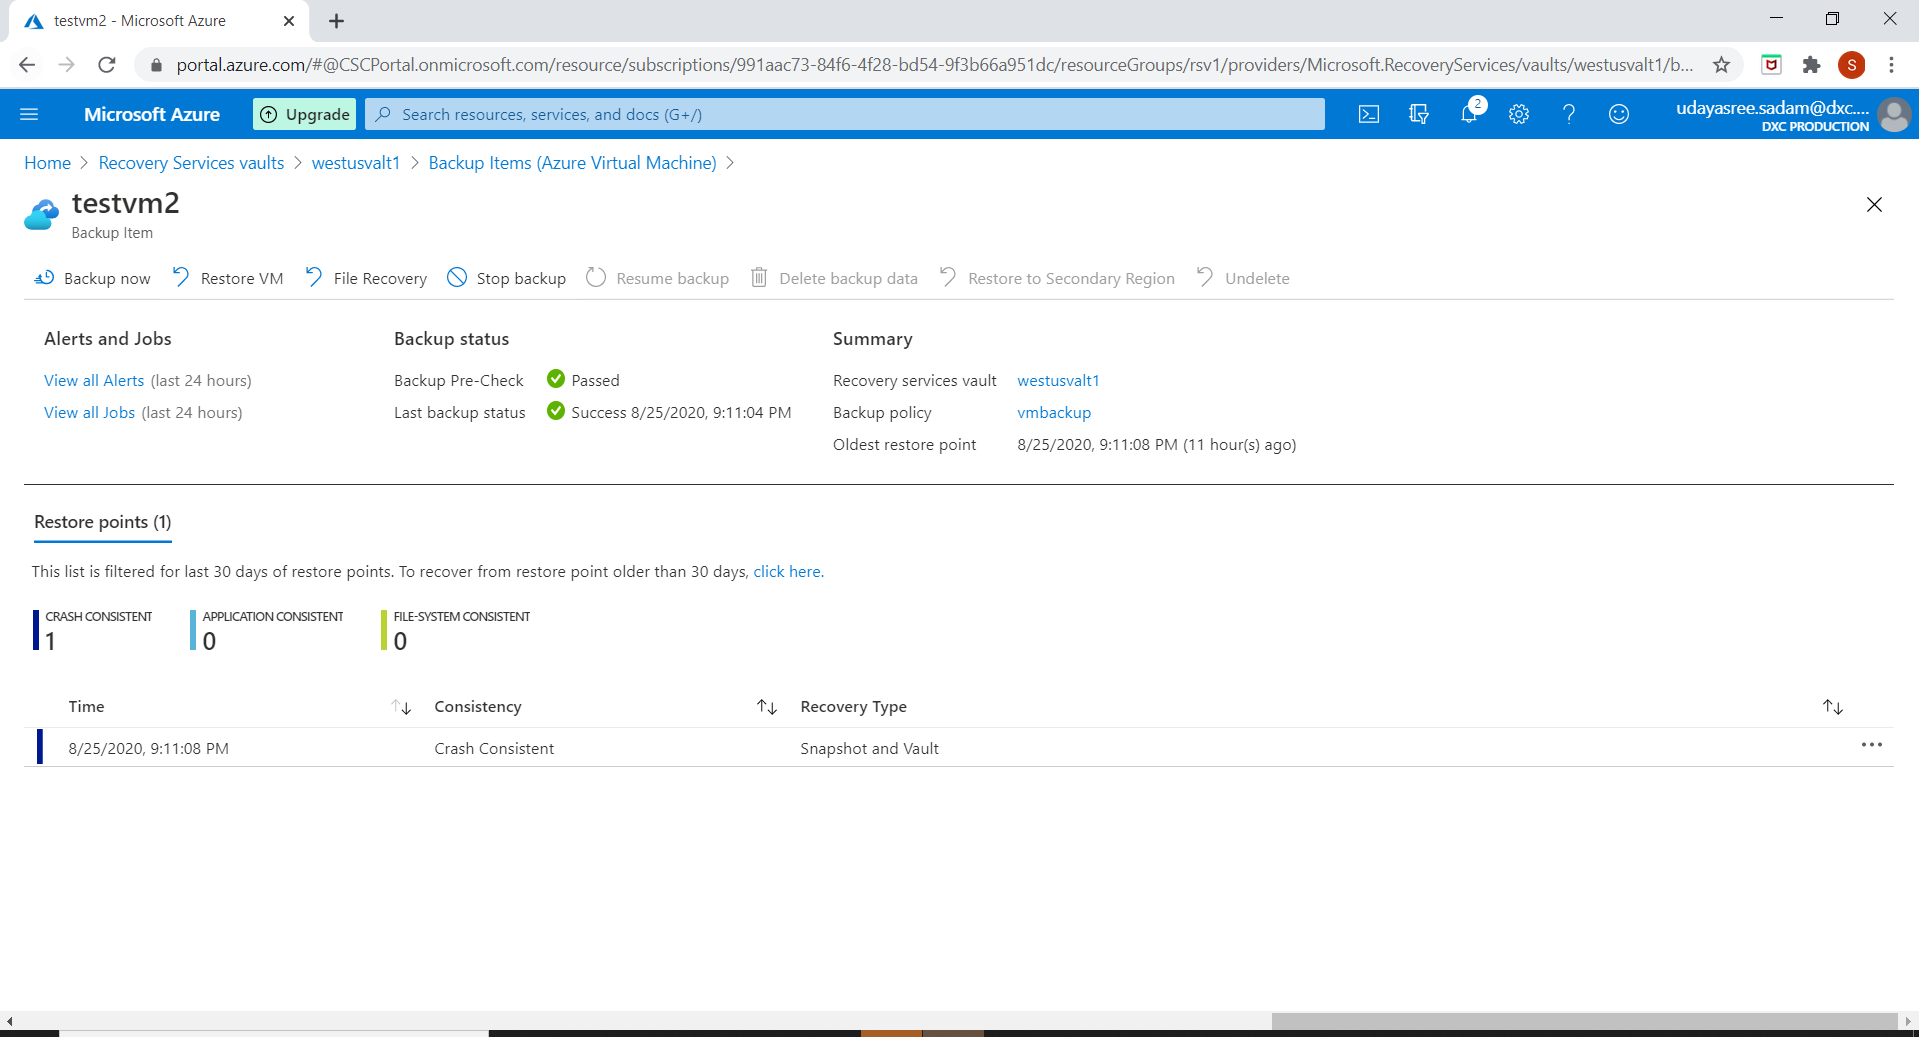 testvm2 - Microsoft Azure
portal.azure.com/#@CSCPortal.onmicrosoft.com/resource/subscriptions/991aac73-84f6-4f28-bd54-9f3b66a951dc/resourceGroups/rsv1/providers/Microsoft.RecoveryServices/vaults/westusvalt1/b...
S
Microsoft Azure
Upgrade
Search resources, services, and docs (G+/)
2
udayasree.sadam@dxc....
DXC PRODUCTION
Home > Recovery Services vaults > westusvalt1 > Backup Items (Azure Virtual Machine) >
testvm2
Backup Item
Backup now Restore VM File Recovery Stop backup Resume backup Delete backup data Restore to Secondary Region Undelete
Alerts and Jobs
View all Alerts (last 24 hours)
View all Jobs (last 24 hours)
Backup status
Backup Pre-Check Passed
Last backup status Success 8/25/2020, 9:11:04 PM
Summary
Recovery services vault westusvalt1
Backup policy vmbackup
Oldest restore point 8/25/2020, 9:11:08 PM (11 hour(s) ago)
Restore points (1)
This list is filtered for last 30 days of restore points. To recover from restore point older than 30 days, click here.
CRASH CONSISTENT
1
APPLICATION CONSISTENT
0
FILE-SYSTEM CONSISTENT
0
Time Consistency Recovery Type
8/25/2020, 9:11:08 PM Crash Consistent Snapshot and Vault